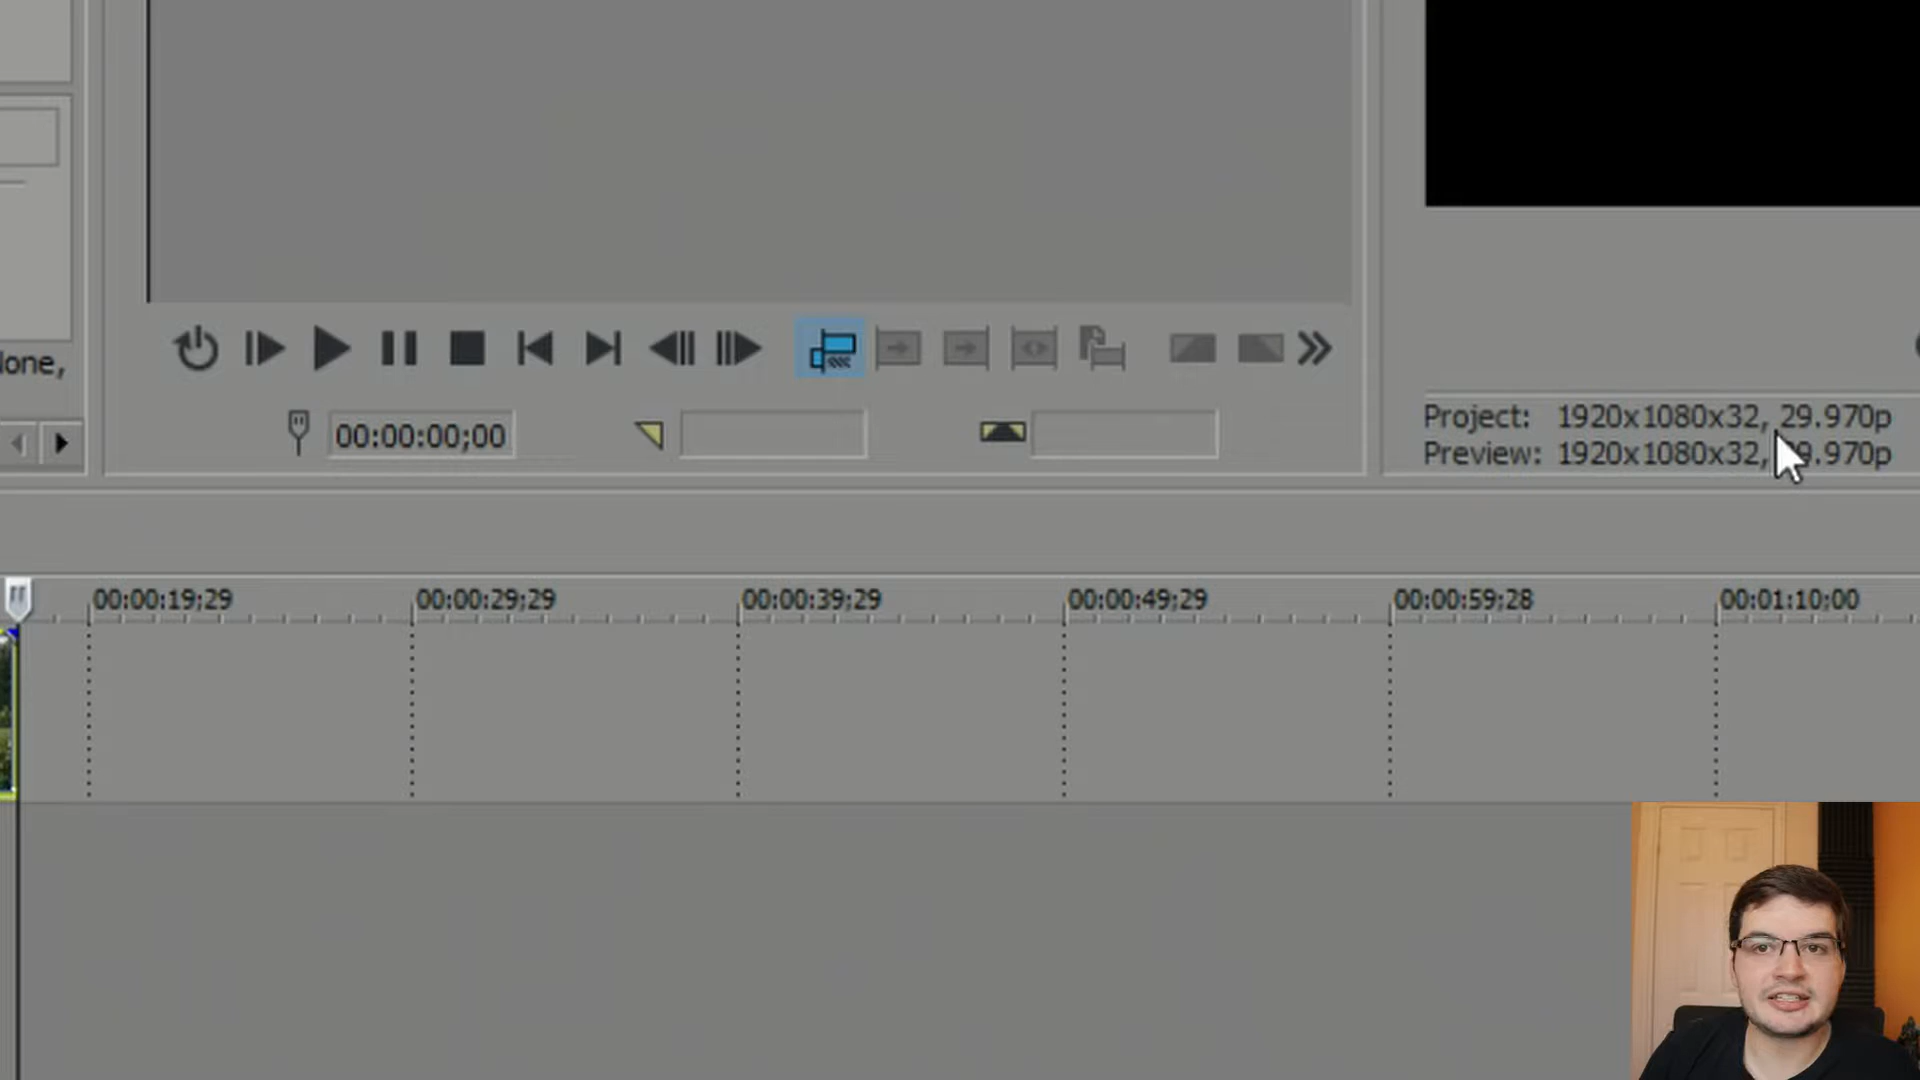 lone,
00:00:00;00
Project: 1920x1080x32, 29.970p
Preview: 1920x1080x32, .970p
00:00:19;29 00:00:29;29 00:00:39;29 00:00:49;29 00:00:59;28 00:01:10;00